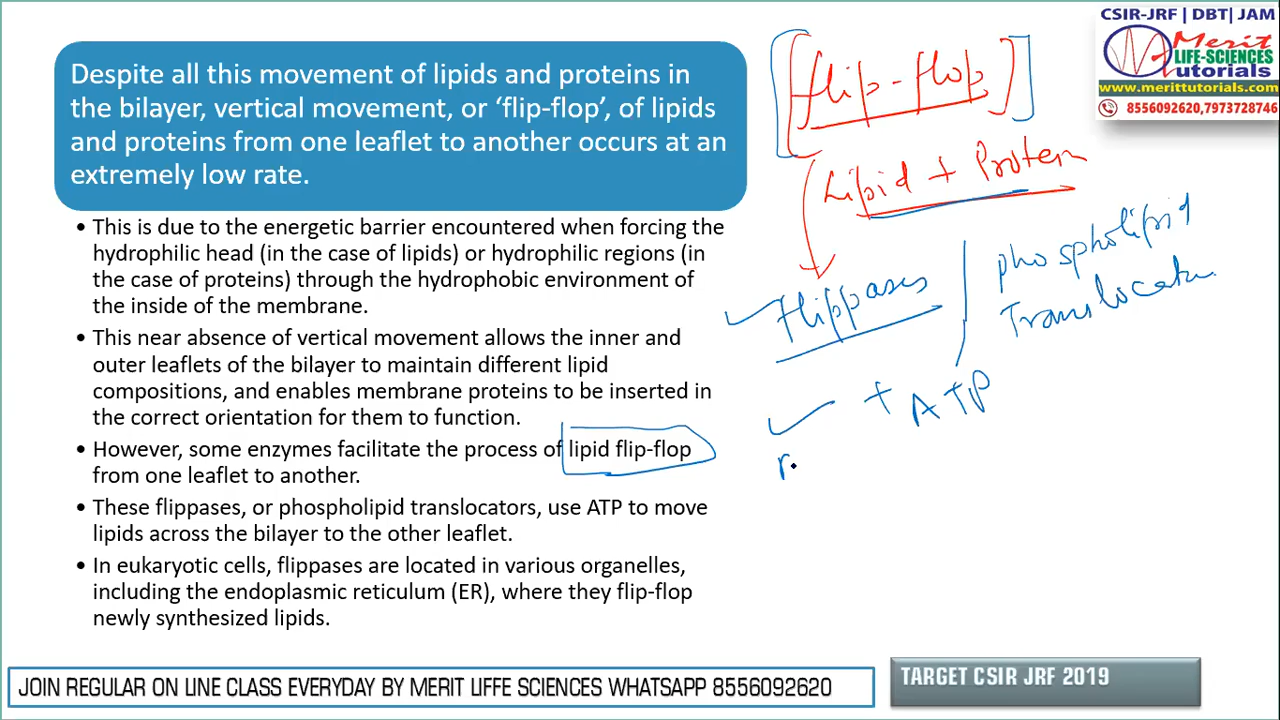 Despite all this movement of lipids and proteins in
the bilayer, vertical movement, or ‘flip-flop’, of lipids
and proteins from one leaflet to another occurs at an
extremely low rate.
• This is due to the energetic barrier encountered when forcing the
hydrophilic head (in the case of lipids) or hydrophilic regions (in
the case of proteins) through the hydrophobic environment of
the inside of the membrane.
• This near absence of vertical movement allows the inner and
outer leaflets of the bilayer to maintain different lipid
compositions, and enables membrane proteins to be inserted in
the correct orientation for them to function.
• However, some enzymes facilitate the process of lipid flip-flop
from one leaflet to another.
• These flippases, or phospholipid translocators, use ATP to move
lipids across the bilayer to the other leaflet.
• In eukaryotic cells, flippases are located in various organelles,
including the endoplasmic reticulum (ER), where they flip-flop
newly synthesized lipids.
flip-flop
Lipid + Protein
Flippases
phospholipid
+ ATP
CSIR-JRF | DBT| JAM
Merit
LIFE-SCIENCES
utorials
www.merittutorials.com
8556092620,7973728746
JOIN REGULAR ON LINE CLASS EVERYDAY BY MERIT LIFFE SCIENCES WHATSAPP 8556092620
TARGET CSIR JRF 2019